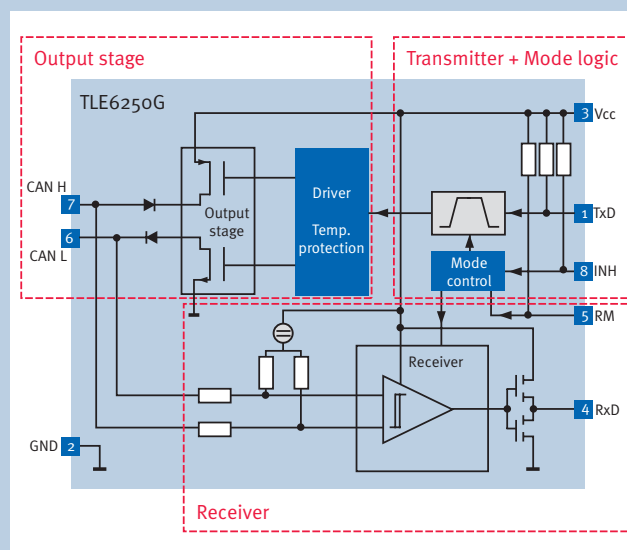 Output stage
Transmitter + Mode logic
TLE6250G
3 Vcc
CAN H
7
Driver
Temp.
protection
Output
stage
1 TxD
6
CAN L
Mode
control
8 INH
5 RM
Receiver
4 RxD
GND 2
Receiver